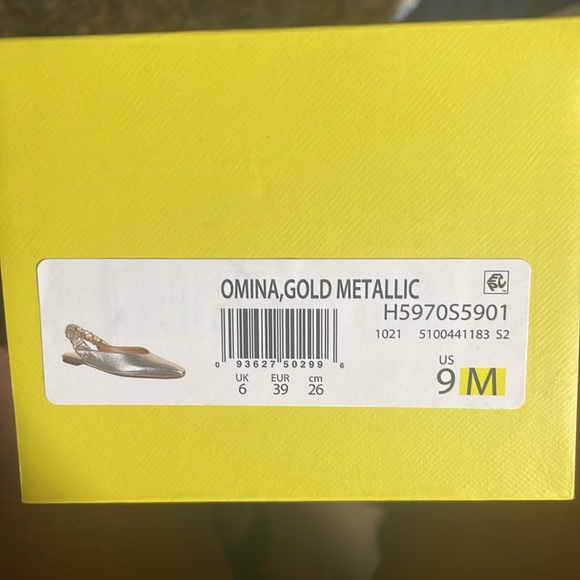 OMINA,GOLD METALLIC
H5970S5901
1021 5100441183 S2
0 93627 50299 6
UK EUR cm
6 39 26
US
9 M